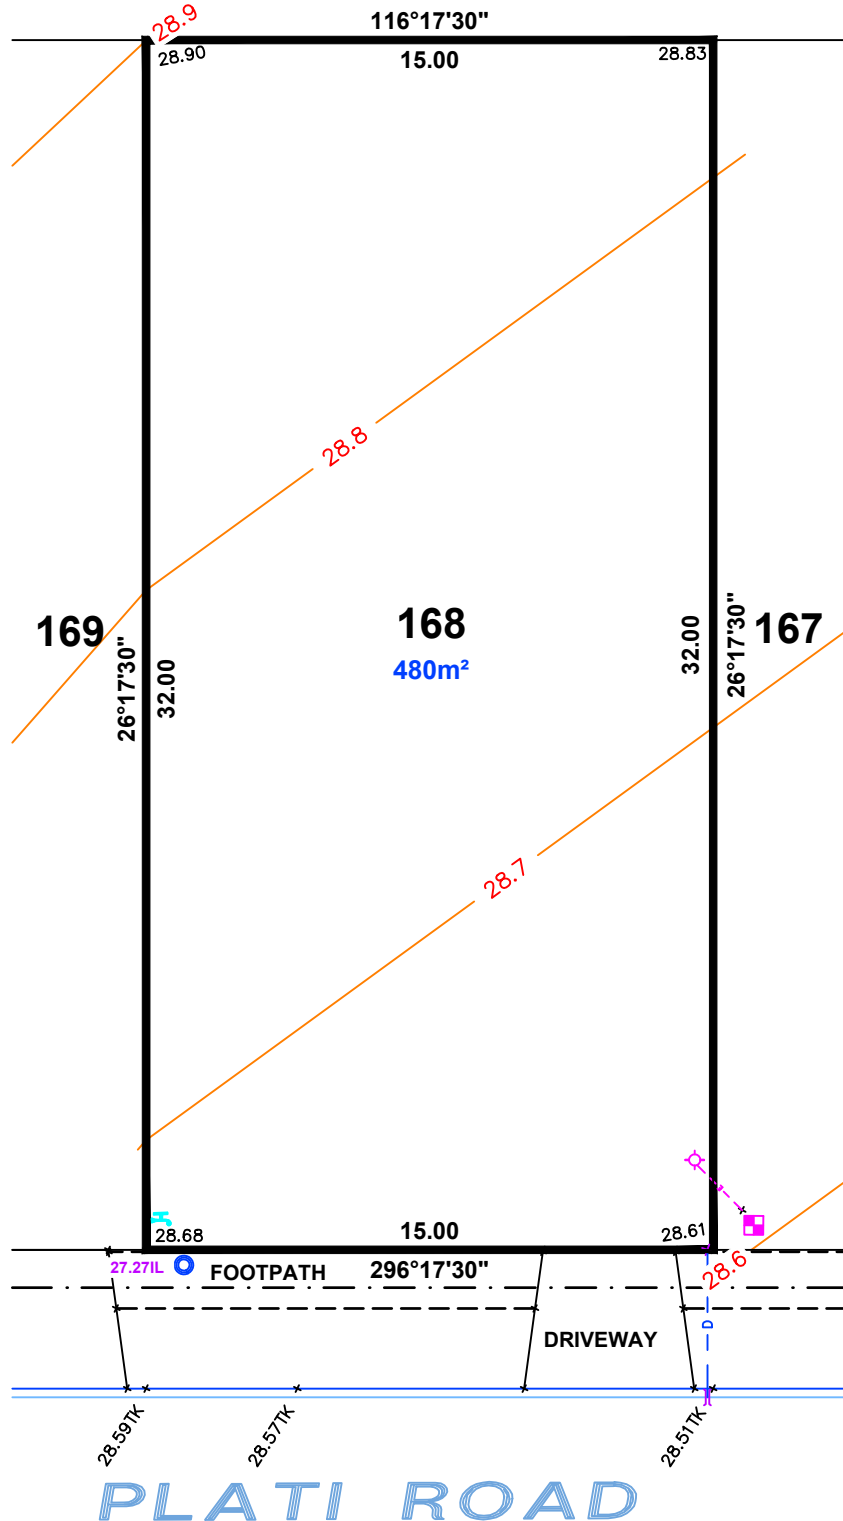 28.9
116°17'30"
28.90
15.00
28.83
28.8
169
168
480m²
167
26°17'30"
32.00
32.00
26°17'30"
28.7
28.68
15.00
28.61
27.27IL
FOOTPATH
296°17'30"
28.6
D
DRIVEWAY
28.59TK
28.57TK
28.51TK
PLATI ROAD